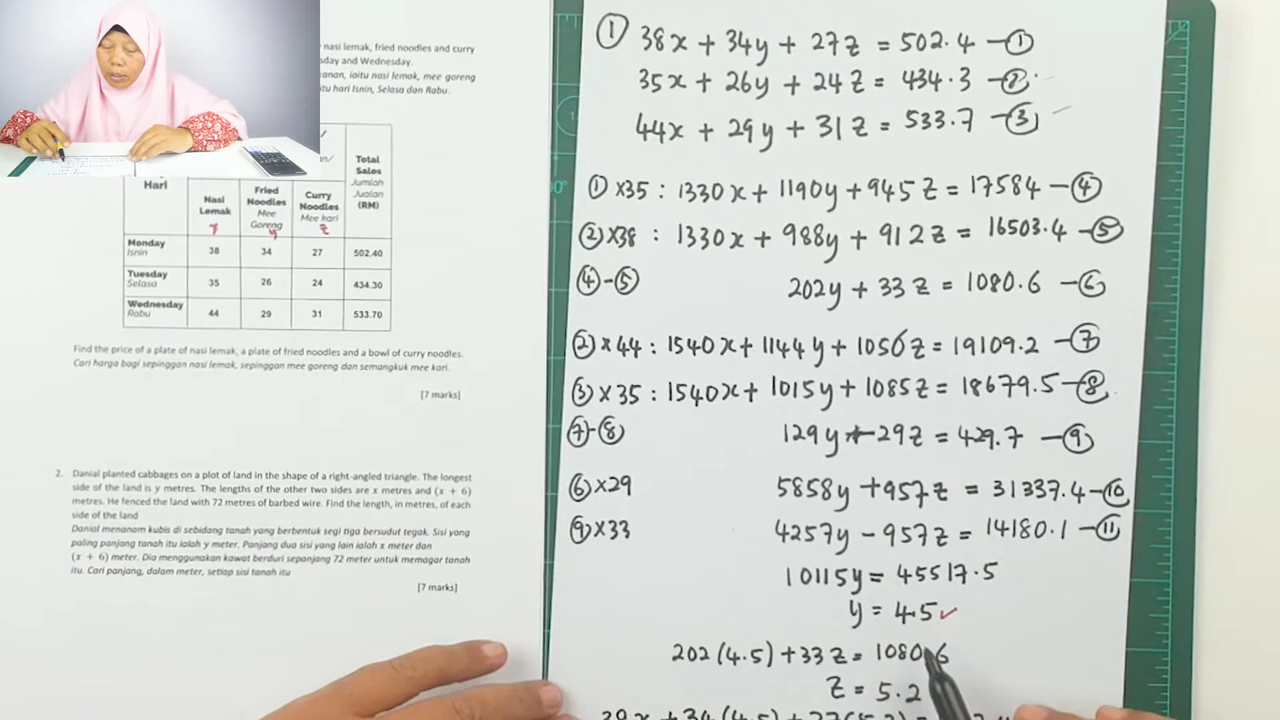 nasi lemak, fried noodles and curry
sday and Wednesday.
kanan, iaitu nasi lemak, mee goreng
itu hari Isnin, Selasa dan Rabu.
Hari
Nasi Lemak
Fried Noodles
Mee Goreng
Curry Noodles
Mee kari
Total Sales
Jumlah Jualan
(RM)
x y z
Monday
Isnin
38 34 27 502.40
Tuesday
Selasa
35 26 24 434.30
Wednesday
Rabu
44 29 31 533.70
Find the price of a plate of nasi lemak, a plate of fried noodles and a bowl of curry noodles.
Cari harga bagi sepinggan nasi lemak, sepinggan mee goreng dan semangkuk mee kari.
[7 marks]
2. Danial planted cabbages on a plot of land in the shape of a right-angled triangle. The longest
side of the land is y metres. The lengths of the other two sides are x metres and (x + 6)
metres. He fenced the land with 72 metres of barbed wire. Find the length, in metres, of each
side of the land
Danial menanam kubis di sebidang tanah yang berbentuk segi tiga bersudut tegak. Sisi yang
paling panjang tanah itu ialah y meter. Panjang dua sisi yang lain ialah x meter dan
(x + 6) meter. Dia menggunakan kawat berduri sepanjang 72 meter untuk memagar tanah
itu. Cari panjang, dalam meter, setiap sisi tanah itu
[7 marks]
① 38x + 34y + 27z = 502.4 —①
35x + 26y + 24z = 434.3 —②
44x + 29y + 31z = 533.7 —③
① ×35 : 1330x + 1190y + 945z = 17584 —④
② ×38 : 1330x + 988y + 912z = 16503.4 —⑤
④-⑤ 202y + 33z = 1080.6 —⑥
② ×44 : 1540x + 1144y + 1056z = 19109.2 —⑦
③ ×35 : 1540x + 1015y + 1085z = 18679.5 —⑧
⑦-⑧ 129y - 29z = 429.7 —⑨
⑥ ×29 5858y + 957z = 31337.4 —⑩
⑨ ×33 4257y - 957z = 14180.1 —⑪
10115y = 45517.5
y = 4.5 ✓
202(4.5) + 33z = 1080.6
z = 5.2